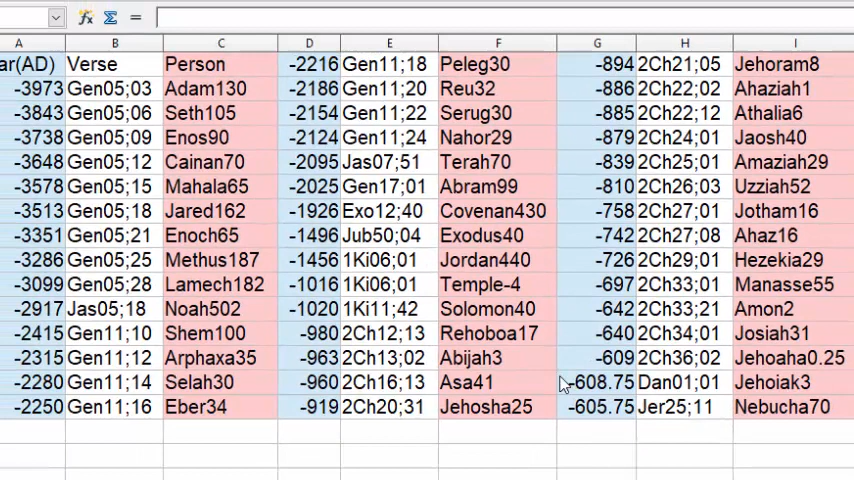 A B C D E F G H I
ar(AD) Verse Person -2216 Gen11;18 Peleg30 -894 2Ch21;05 Jehoram8
-3973 Gen05;03 Adam130 -2186 Gen11;20 Reu32 -886 2Ch22;02 Ahaziah1
-3843 Gen05;06 Seth105 -2154 Gen11;22 Serug30 -885 2Ch22;12 Athalia6
-3738 Gen05;09 Enos90 -2124 Gen11;24 Nahor29 -879 2Ch24;01 Jaosh40
-3648 Gen05;12 Cainan70 -2095 Jas07;51 Terah70 -839 2Ch25;01 Amaziah29
-3578 Gen05;15 Mahala65 -2025 Gen17;01 Abram99 -810 2Ch26;03 Uzziah52
-3513 Gen05;18 Jared162 -1926 Exo12;40 Covenan430 -758 2Ch27;01 Jotham16
-3351 Gen05;21 Enoch65 -1496 Jub50;04 Exodus40 -742 2Ch27;08 Ahaz16
-3286 Gen05;25 Methus187 -1456 1Ki06;01 Jordan440 -726 2Ch29;01 Hezekia29
-3099 Gen05;28 Lamech182 -1016 1Ki06;01 Temple-4 -697 2Ch33;01 Manasse55
-2917 Jas05;18 Noah502 -1020 1Ki11;42 Solomon40 -642 2Ch33;21 Amon2
-2415 Gen11;10 Shem100 -980 2Ch12;13 Rehoboa17 -640 2Ch34;01 Josiah31
-2315 Gen11;12 Arphaxa35 -963 2Ch13;02 Abijah3 -609 2Ch36;02 Jehoaha0.25
-2280 Gen11;14 Selah30 -960 2Ch16;13 Asa41 -608.75 Dan01;01 Jehoiak3
-2250 Gen11;16 Eber34 -919 2Ch20;31 Jehosha25 -605.75 Jer25;11 Nebucha70